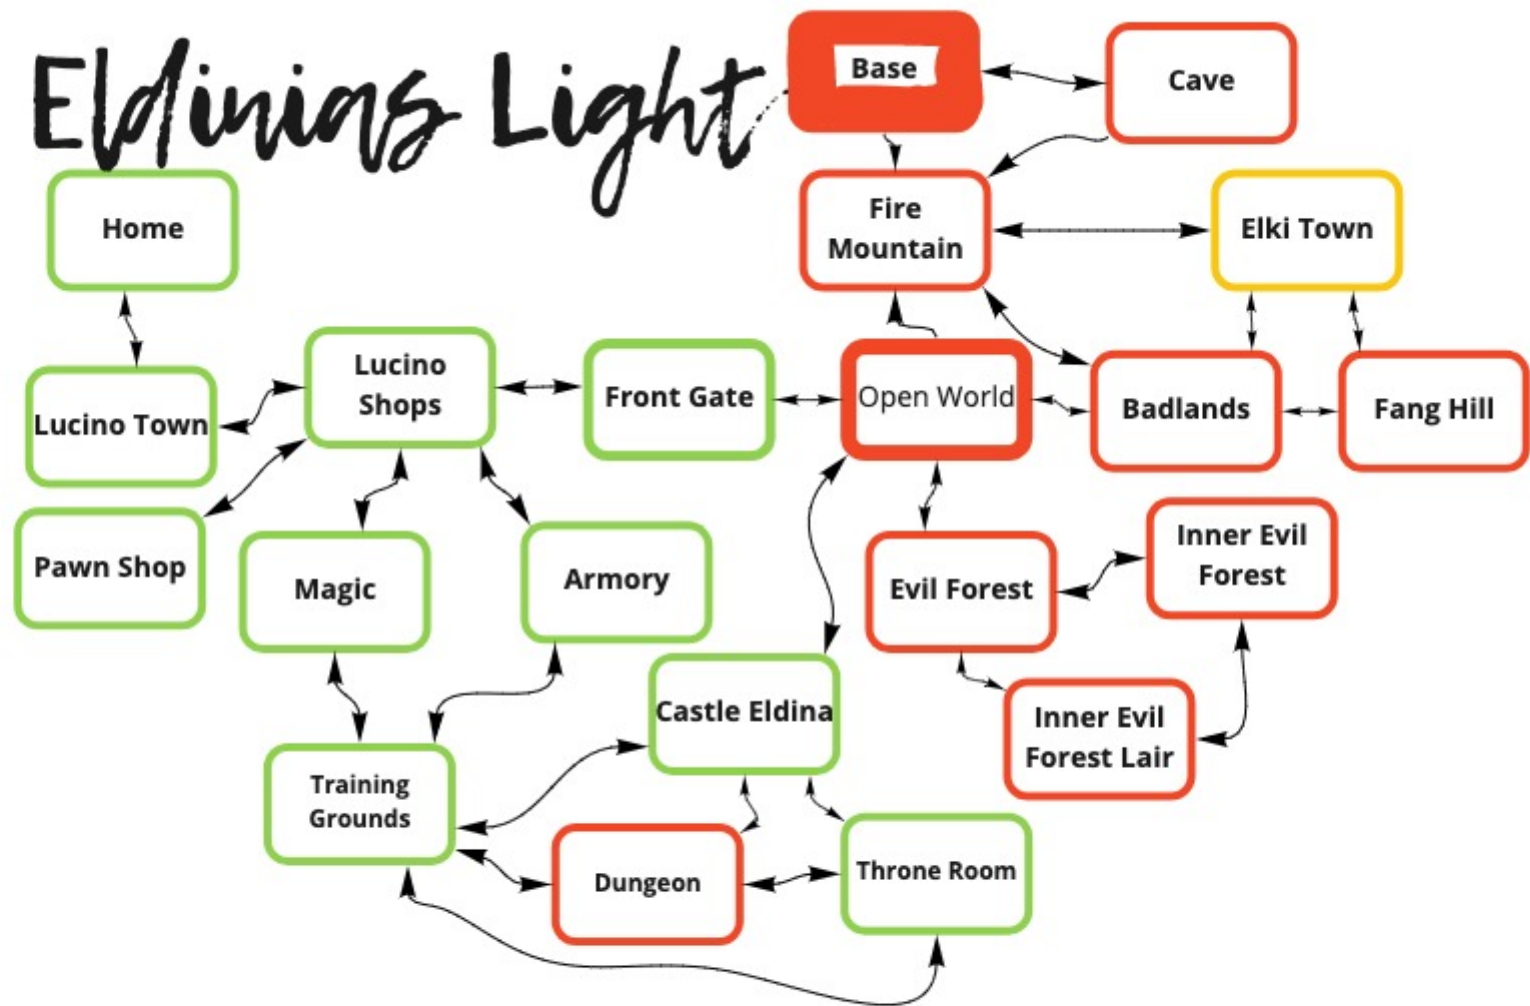 Eldinias Light
Base
Cave
Home
Fire
Mountain
Elki Town
Lucino Town
Lucino
Shops
Front Gate
Open World
Badlands
Fang Hill
Pawn Shop
Magic
Armory
Evil Forest
Inner Evil
Forest
Castle Eldina
Inner Evil
Forest Lair
Training
Grounds
Dungeon
Throne Room